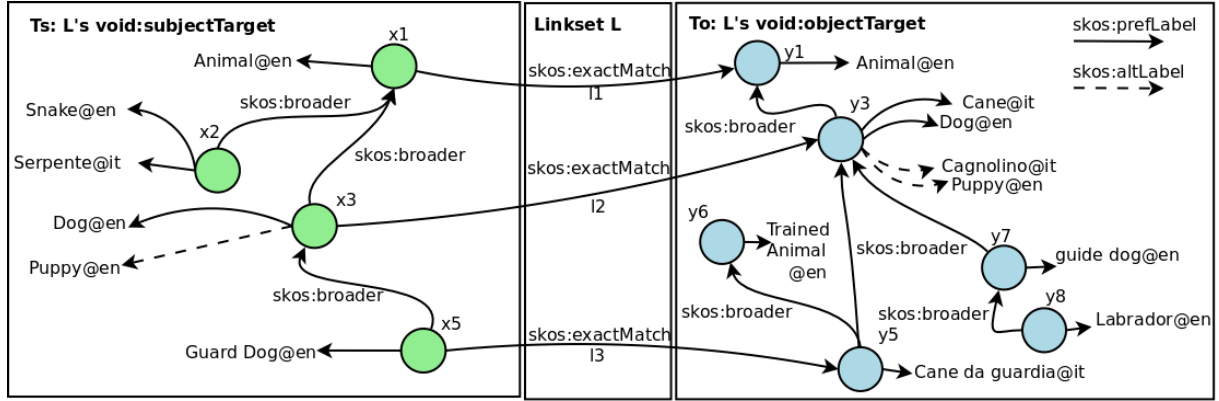 Ts: L's void:subjectTarget
x1
Animal@en
skos:broader
Snake@en
x2
Serpente@it
skos:broader
x3
Dog@en
Puppy@en
skos:broader
x5
Guard Dog@en
Linkset L
skos:exactMatch
l1
skos:exactMatch
l2
skos:exactMatch
l3
To: L's void:objectTarget
skos:prefLabel
skos:altLabel
y1
Animal@en
y3
skos:broader
Cane@it
Dog@en
Cagnolino@it
Puppy@en
y6
Trained
Animal
@en
skos:broader
y7
guide dog@en
skos:broader
skos:broader
y8
Labrador@en
y5
Cane da guardia@it